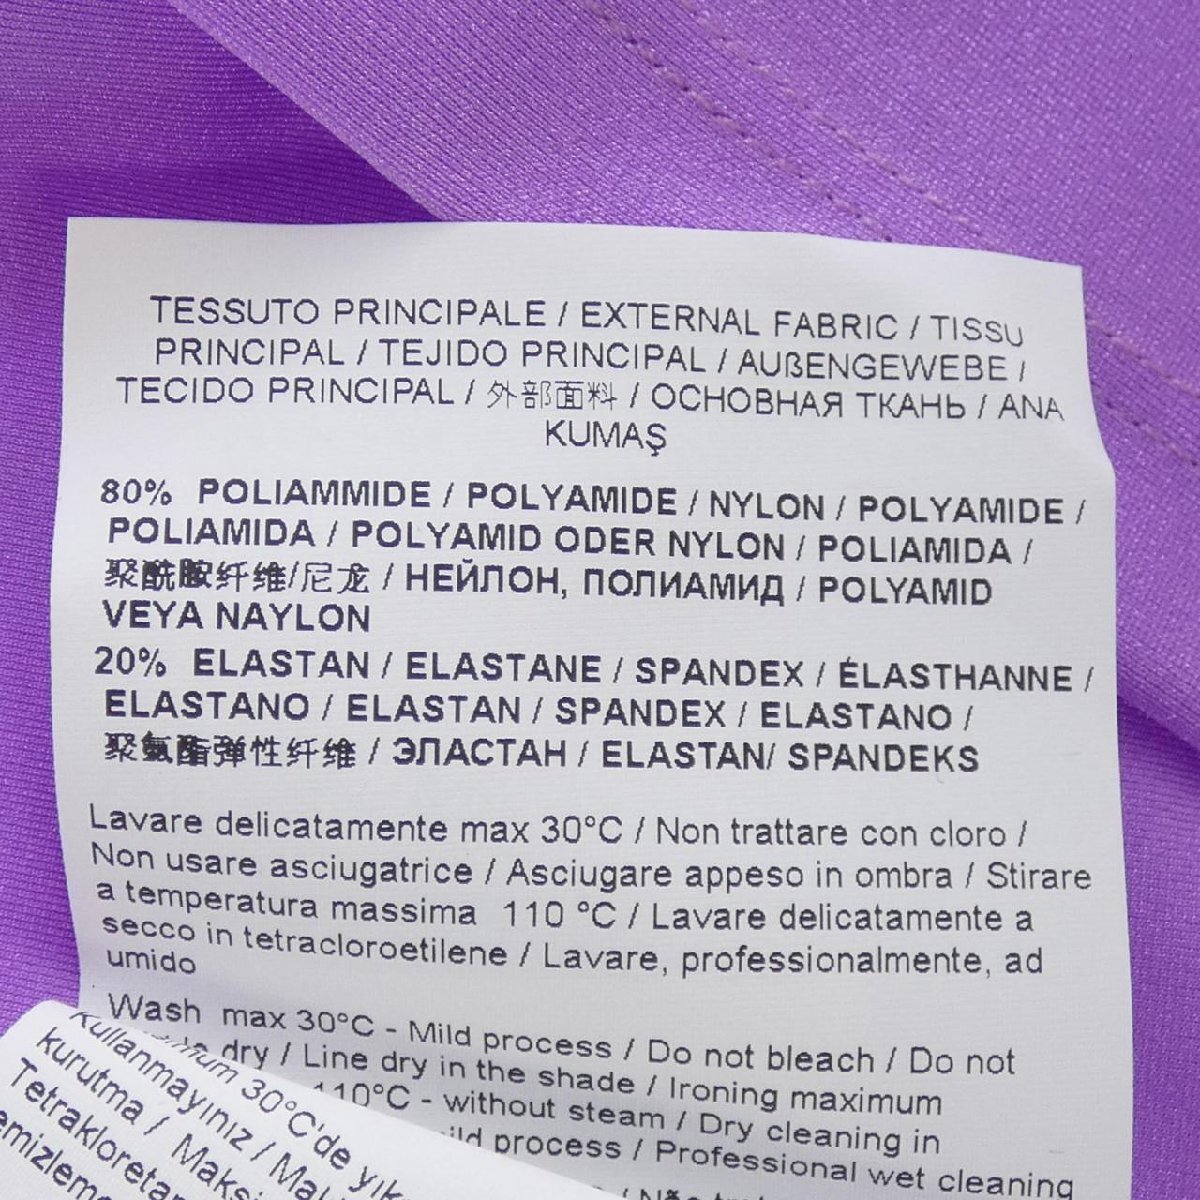 TESSUTO PRINCIPALE / EXTERNAL FABRIC / TISSU
PRINCIPAL / TEJIDO PRINCIPAL / AUßENGEWEBE /
TECIDO PRINCIPAL / 外部面料 / ОСНОВНАЯ ТКАНЬ / ANA
KUMAŞ
80% POLIAMMIDE / POLYAMIDE / NYLON / POLYAMIDE /
POLIAMIDA / POLYAMID ODER NYLON / POLIAMIDA /
聚酰胺纤维/尼龙 / НЕЙЛОН, ПОЛИАМИД / POLYAMID
VEYA NAYLON
20% ELASTAN / ELASTANE / SPANDEX / ÉLASTHANNE /
ELASTANO / ELASTAN / SPANDEX / ELASTANO /
聚氨酯弹性纤维 / ЭЛАСТАН / ELASTAN/ SPANDEKS
Lavare delicatamente max 30°C / Non trattare con cloro /
Non usare asciugatrice / Asciugare appeso in ombra / Stirare
a temperatura massima 110 °C / Lavare delicatamente a
secco in tetracloroetilene / Lavare, professionalmente, ad
umido
Wash max 30°C - Mild process / Do not bleach / Do not
dry / Line dry in the shade / Ironing maximum
110°C - without steam / Dry cleaning in
process / Professional wet cleaning
30°C'de
Kullanmayınız /
kurutma /